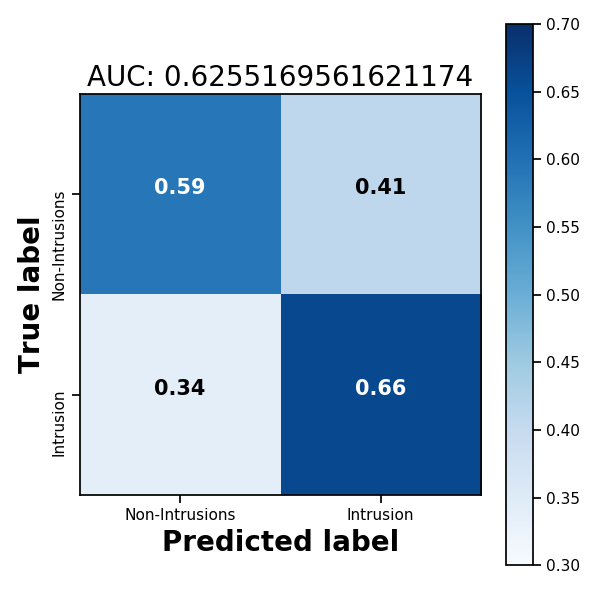 AUC: 0.6255169561621174
True label
Non-Intrusions
Intrusion
0.59
0.41
0.34
0.66
Non-Intrusions
Intrusion
Predicted label
0.70
0.65
0.60
0.55
0.50
0.45
0.40
0.35
0.30